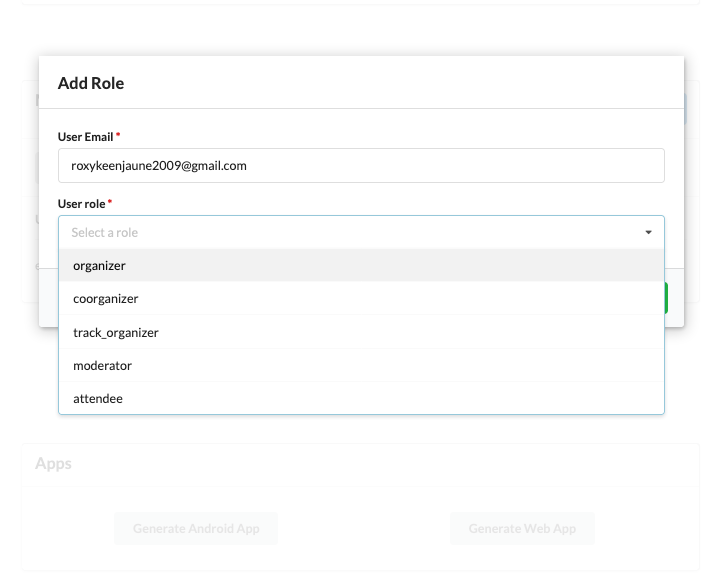 Add Role
User Email *
roxykeenjaune2009@gmail.com
User role *
Select a role
organizer
coorganizer
track_organizer
moderator
attendee
Apps
Generate Android App
Generate Web App